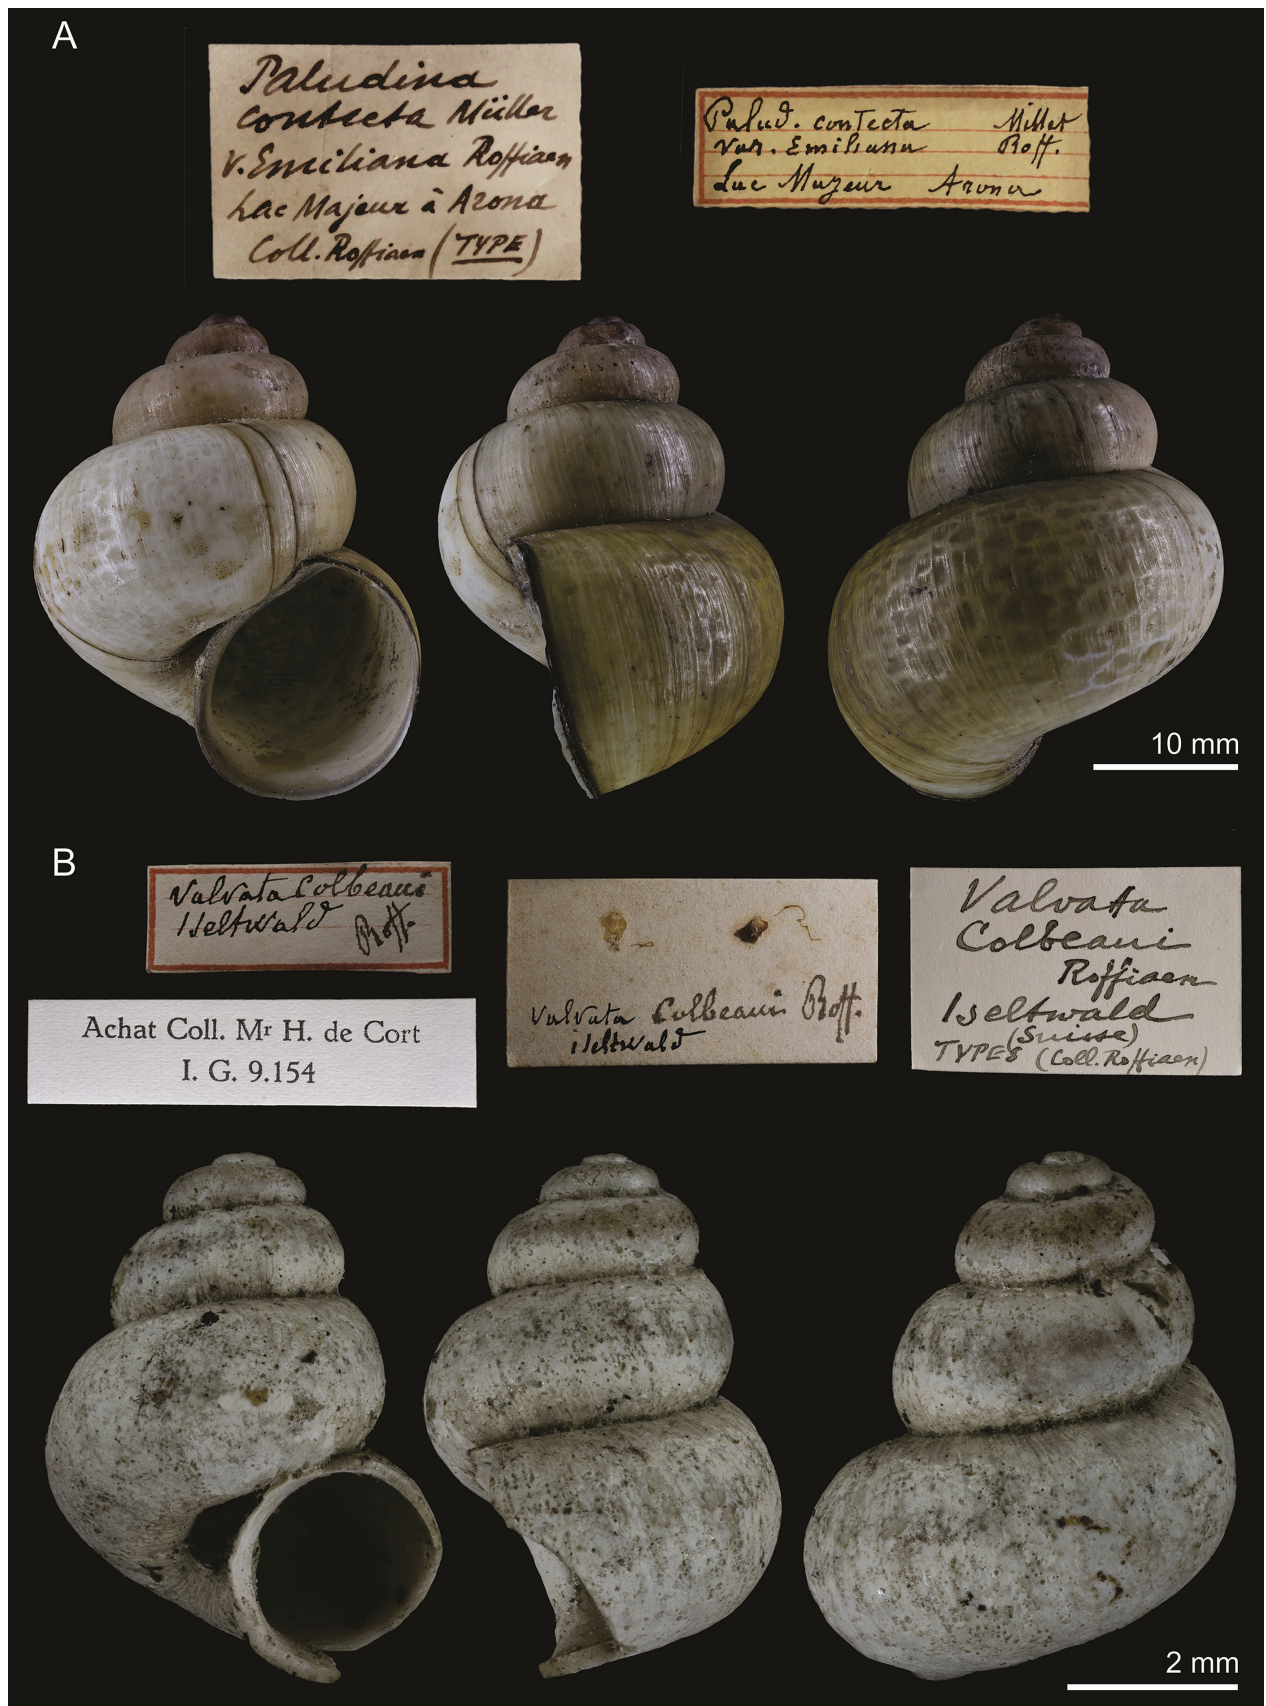 A
Paludina
contecta Müller
v. Emiliana Roffiaen
Lac Majeur à Arona
Coll. Roffiaen (TYPE)
Palud. contecta Millet
var. Emiliana Roff.
Lac Majeur Arona
10 mm
B
Valvata Colbeaui
Iseltwald Roff.
Achat Coll. Mr H. de Cort
I. G. 9.154
Valvata Colbeaui Roff.
iseltwald
Valvata
Colbeaui
Roffiaen
Iseltwald
(Suisse)
TYPES (Coll. Roffiaen)
2 mm